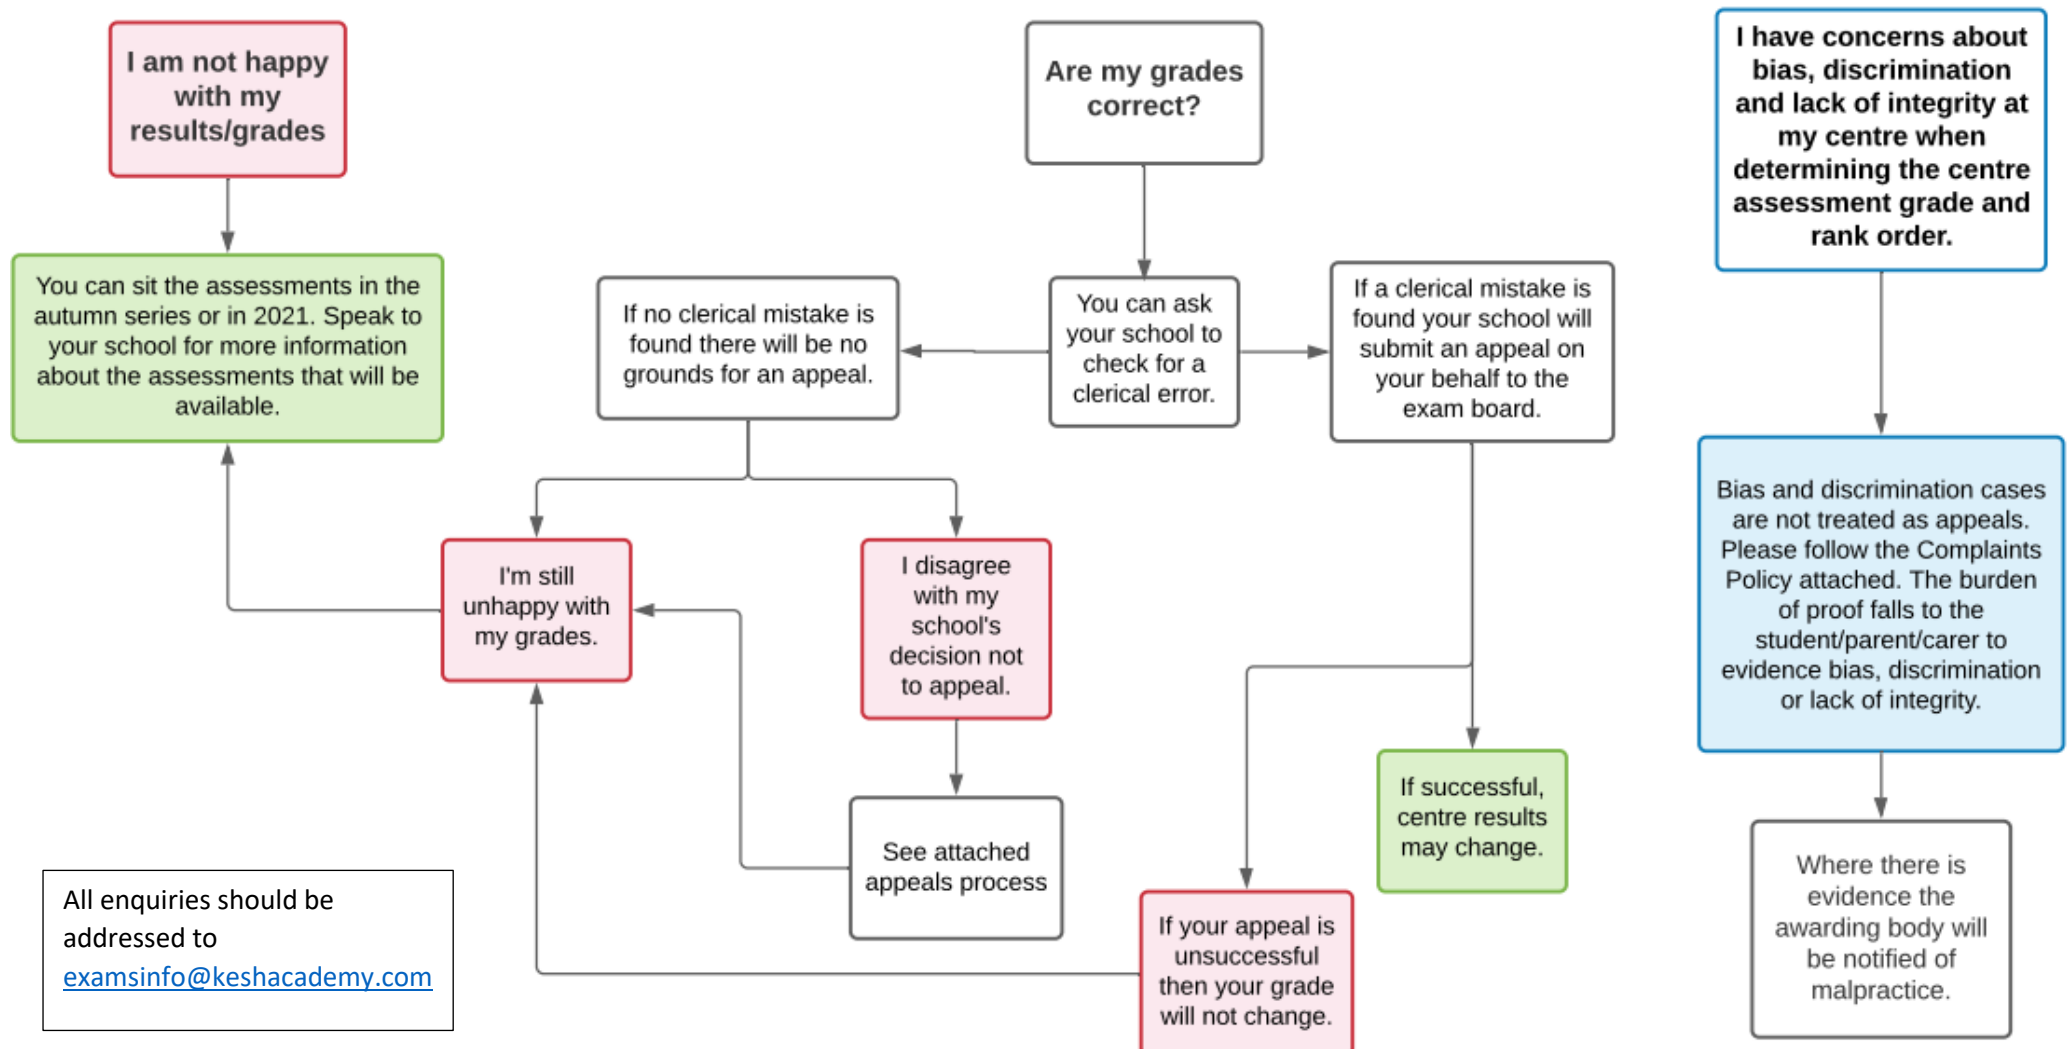 I am not happy
with my
results/grades
You can sit the assessments in the
autumn series or in 2021. Speak to
your school for more information
about the assessments that will be
available.
Are my grades
correct?
You can ask
your school to
check for a
clerical error.
If no clerical mistake is
found there will be no
grounds for an appeal.
If a clerical mistake is
found your school will
submit an appeal on
your behalf to the
exam board.
I'm still
unhappy with
my grades.
I disagree
with my
school's
decision not
to appeal.
See attached
appeals process
If successful,
centre results
may change.
If your appeal is
unsuccessful
then your grade
will not change.
I have concerns about
bias, discrimination
and lack of integrity at
my centre when
determining the centre
assessment grade and
rank order.
Bias and discrimination cases
are not treated as appeals.
Please follow the Complaints
Policy attached. The burden
of proof falls to the
student/parent/carer to
evidence bias, discrimination
or lack of integrity.
Where there is
evidence the
awarding body will
be notified of
malpractice.
All enquiries should be
addressed to
examsinfo@keshacademy.com